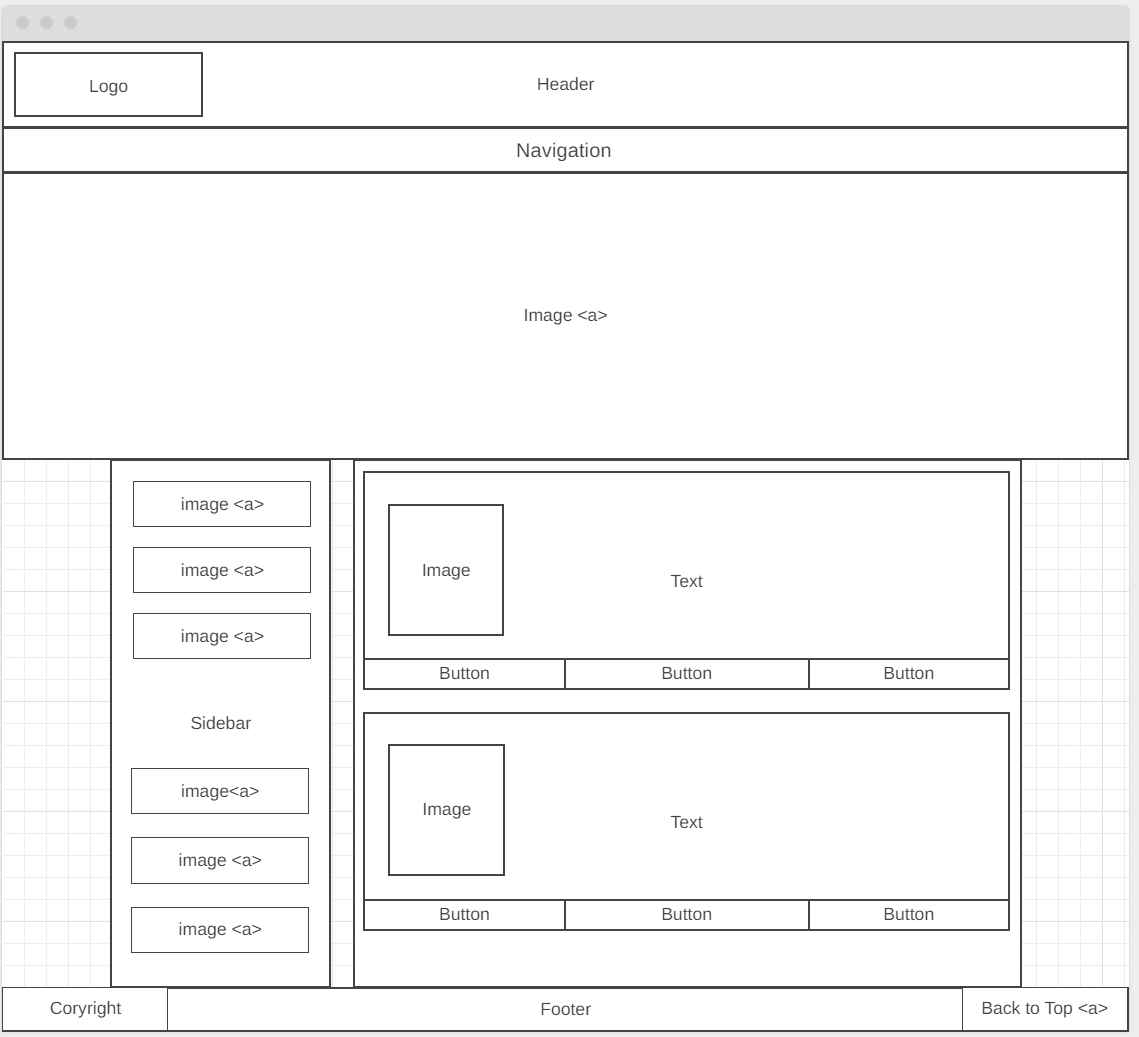 Logo
Header
Navigation
Image <a>
image <a>
image <a>
image <a>
Sidebar
image<a>
image <a>
image <a>
Image
Text
Button
Button
Button
Image
Text
Button
Button
Button
Coryright
Footer
Back to Top <a>